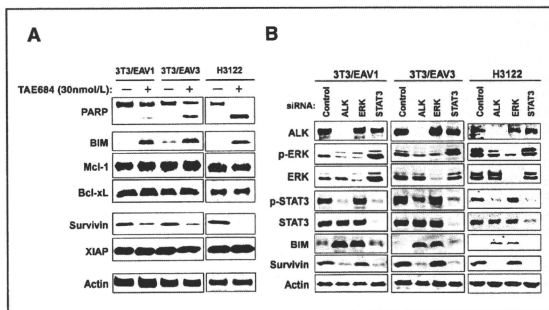 A
3T3/EAV1 3T3/EAV3 H3122
TAE684 (30nmol/L): — + — + — +
PARP
BIM
Mcl-1
Bcl-xL
Survivin
XIAP
Actin
B
3T3/EAV1 3T3/EAV3 H3122
siRNA: Control ALK ERK STAT3 Control ALK ERK STAT3 Control ALK ERK STAT3
ALK
p-ERK
ERK
p-STAT3
STAT3
BIM
Survivin
Actin